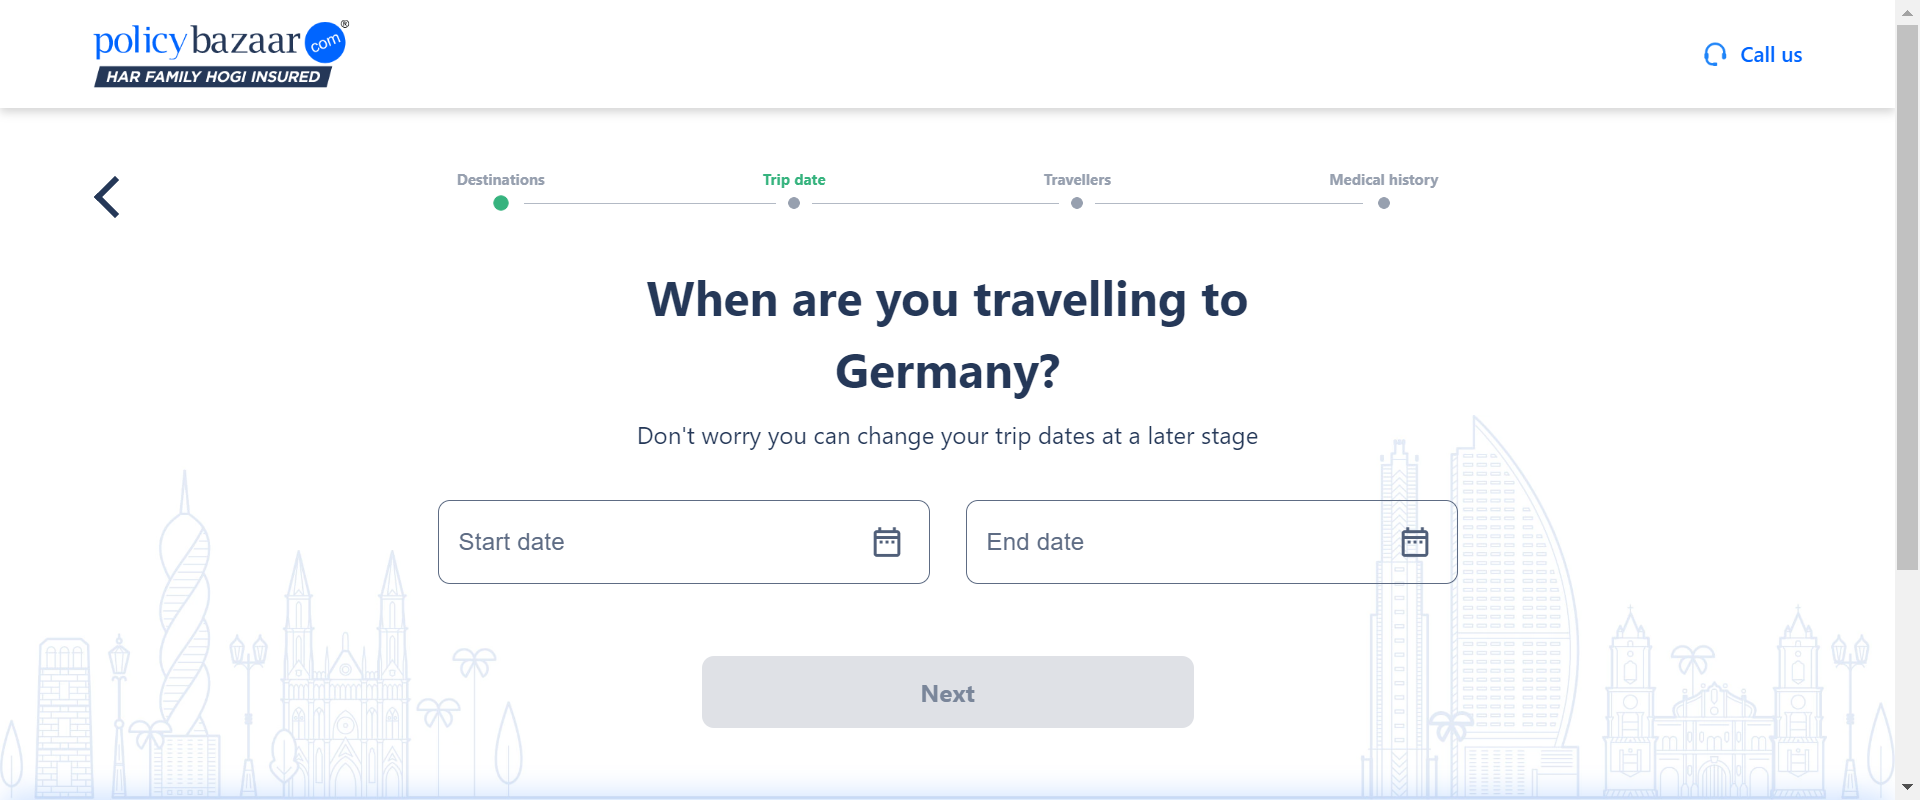 policybazaar com®
HAR FAMILY HOGI INSURED
Call us
Destinations
Trip date
Travellers
Medical history
When are you travelling to
Germany?
Don't worry you can change your trip dates at a later stage
Start date
End date
Next